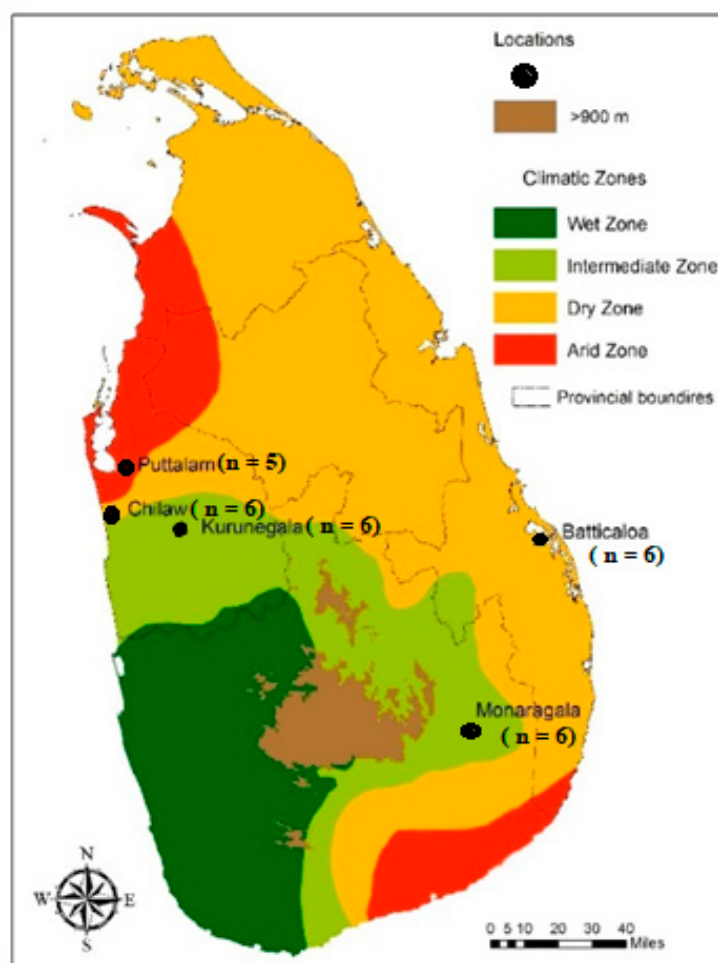 Locations
>900 m
Climatic Zones
Wet Zone
Intermediate Zone
Dry Zone
Arid Zone
Provincial boundires
Puttalam (n = 5)
Chilaw ( n = 6)
Kurunegala ( n = 6)
Batticaloa
( n = 6)
Monaragala
( n = 6)
N
W E
S
0 5 10 20 30 40
Miles